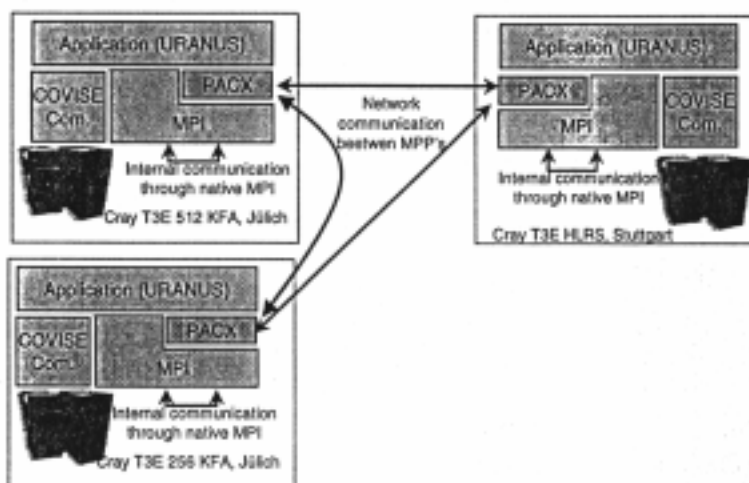 Application (URANUS)
COVISE
Com.
PACX
MPI
Internal communication
through native MPI
Cray T3E 512 KFA, Jülich
Network
communication
bestwen MPP's
Application (URANUS)
PACX
MPI
COVISE
Com.
Internal communication
through native MPI
Cray T3E HLRS, Stuttgart
Application (URANUS)
COVISE
Com.
PACX
MPI
Internal communication
through native MPI
Cray T3E 256 KFA, Jülich